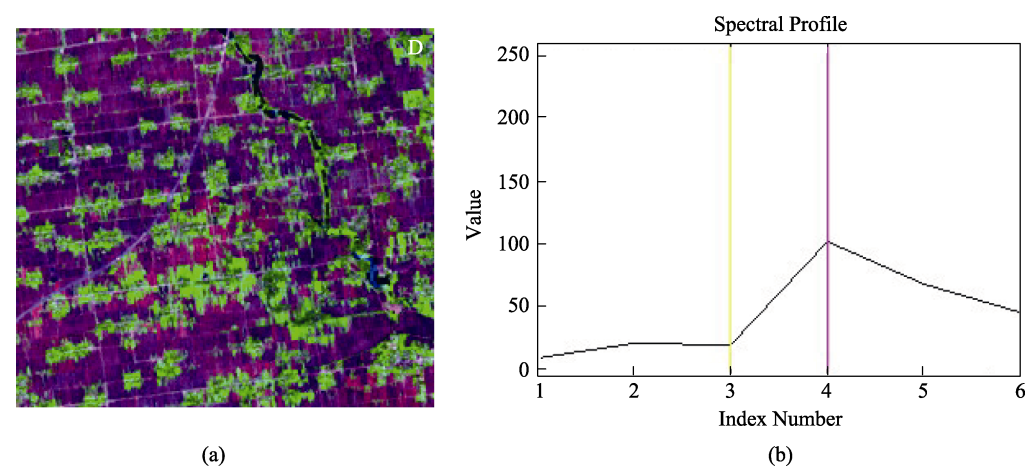 D
Spectral Profile
250
200
150
100
50
0
Value
1 2 3 4 5 6
Index Number
(a)
(b)